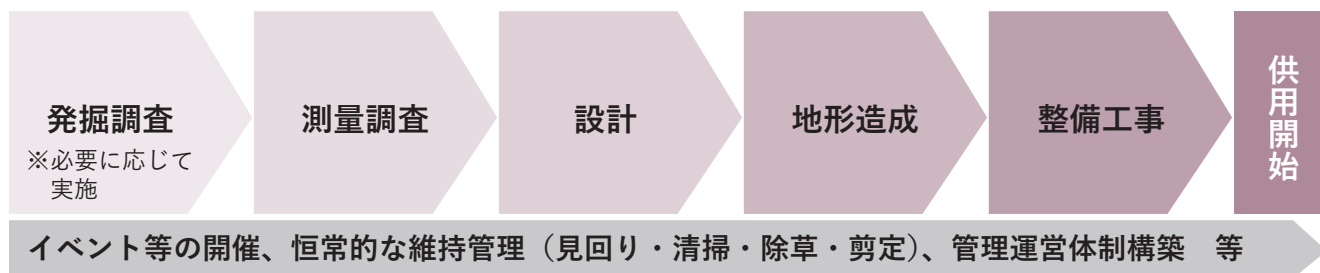 発掘調査
※必要に応じて
実施
測量調査
設計
地形造成
整備工事
供用開始
イベント等の開催、恒常的な維持管理（見回り・清掃・除草・剪定）、管理運営体制構築　等